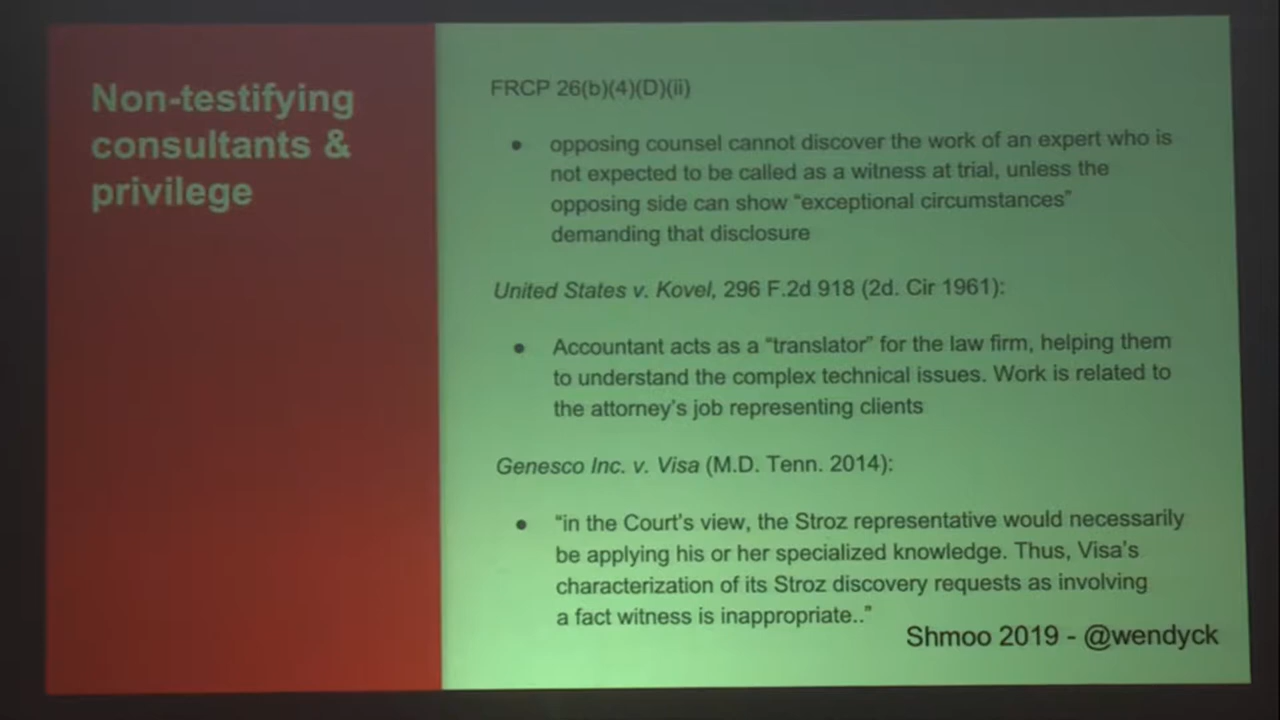 Non-testifying
consultants &
privilege
FRCP 26(b)(4)(D)(ii)
● opposing counsel cannot discover the work of an expert who is
not expected to be called as a witness at trial, unless the
opposing side can show “exceptional circumstances”
demanding that disclosure
United States v. Kovel, 296 F.2d 918 (2d. Cir 1961):
● Accountant acts as a “translator” for the law firm, helping them
to understand the complex technical issues. Work is related to
the attorney’s job representing clients
Genesco Inc. v. Visa (M.D. Tenn. 2014):
● “in the Court’s view, the Stroz representative would necessarily
be applying his or her specialized knowledge. Thus, Visa’s
characterization of its Stroz discovery requests as involving
a fact witness is inappropriate..”
Shmoo 2019 - @wendyck